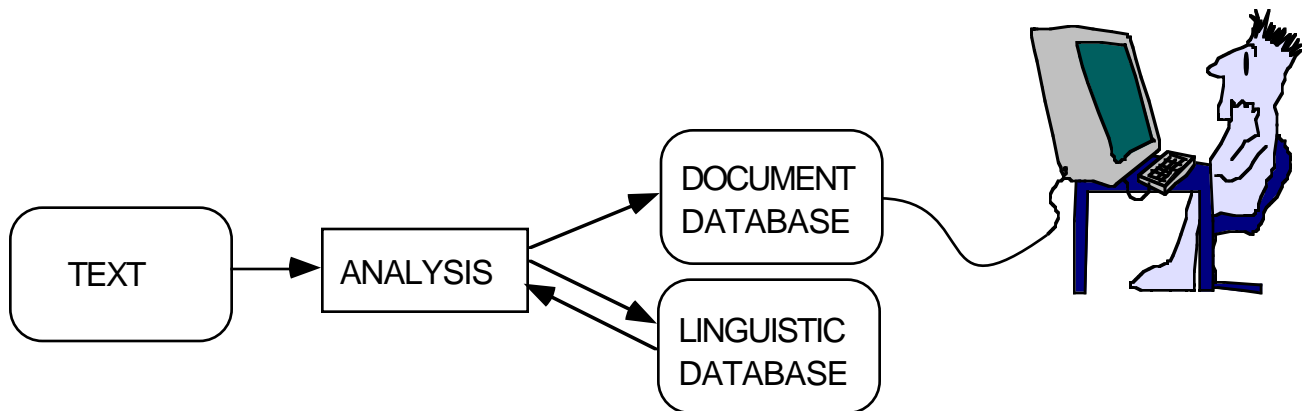 TEXT
ANALYSIS
DOCUMENT
DATABASE
LINGUISTIC
DATABASE